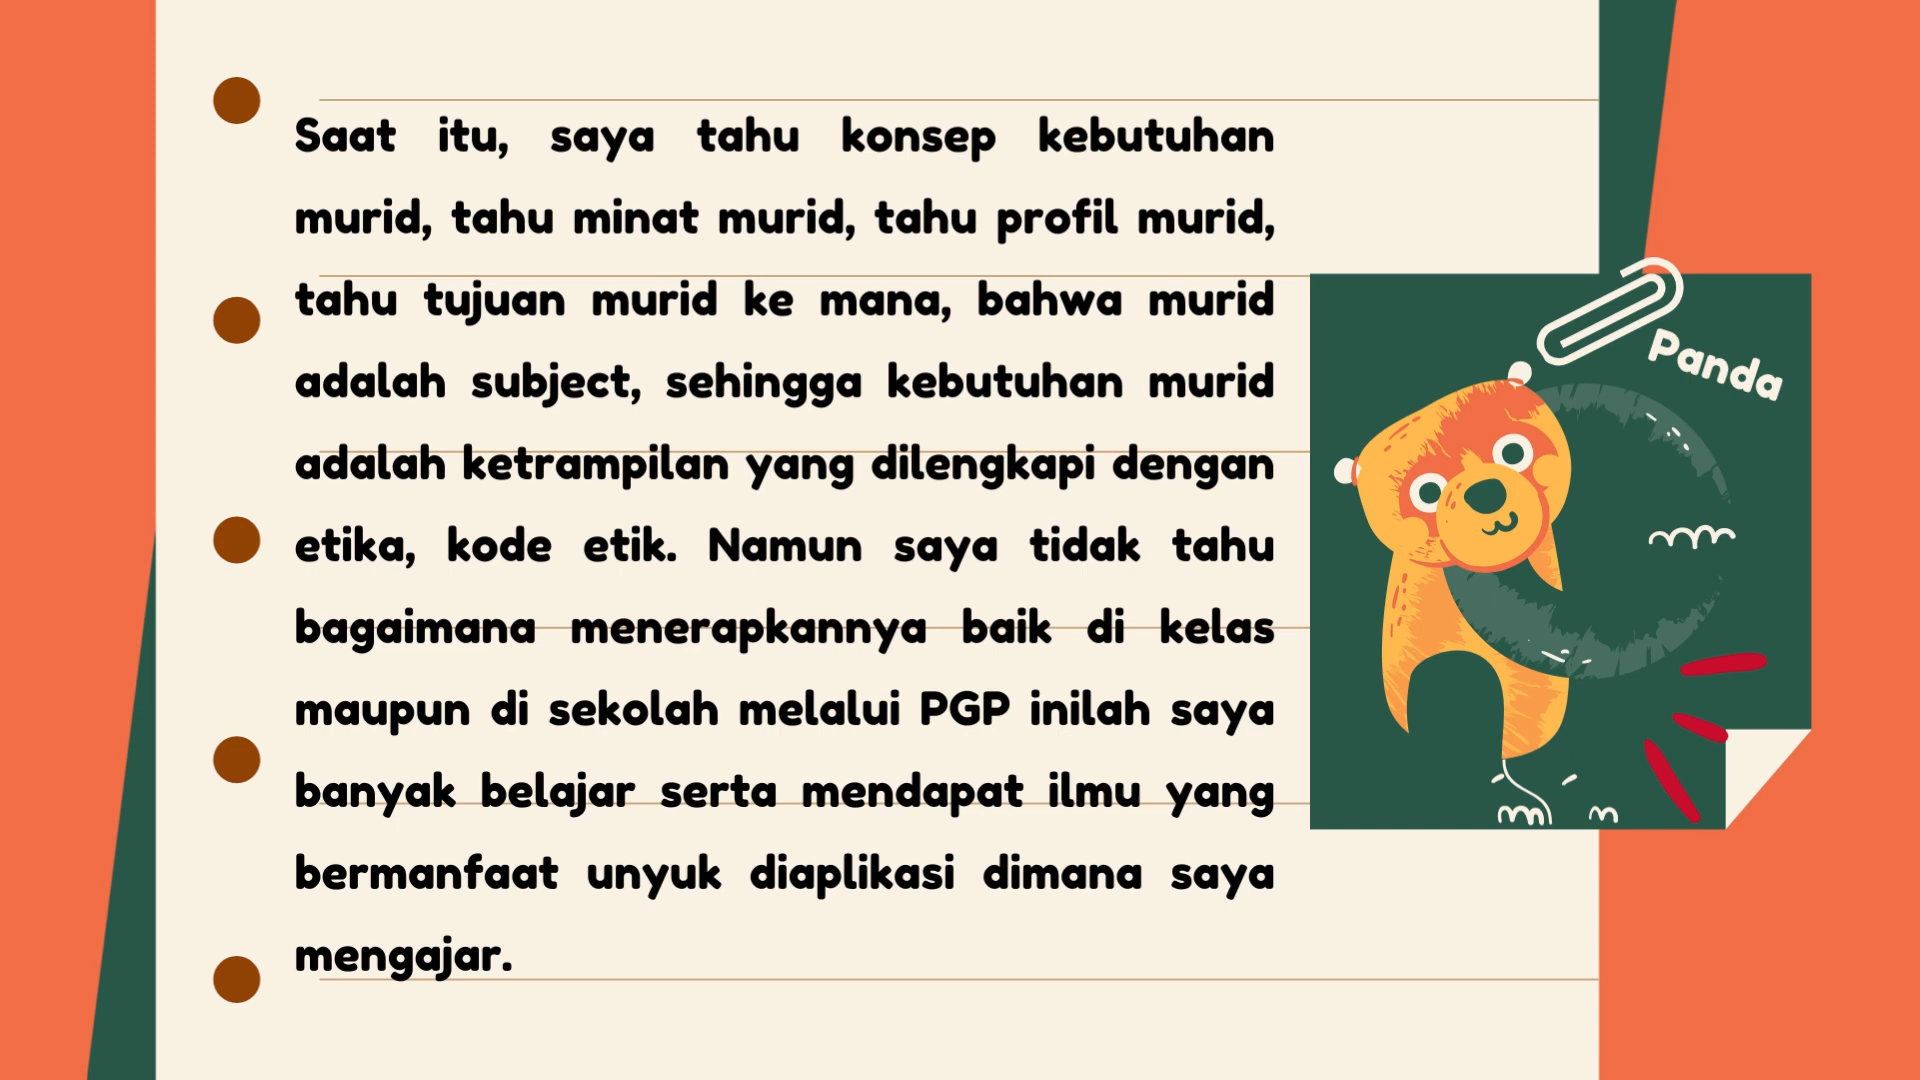 Saat itu, saya tahu konsep kebutuhan
murid, tahu minat murid, tahu profil murid,
tahu tujuan murid ke mana, bahwa murid
adalah subject, sehingga kebutuhan murid
adalah ketrampilan yang dilengkapi dengan
etika, kode etik. Namun saya tidak tahu
bagaimana menerapkannya baik di kelas
maupun di sekolah melalui PGP inilah saya
banyak belajar serta mendapat ilmu yang
bermanfaat unyuk diaplikasi dimana saya
mengajar.
Panda